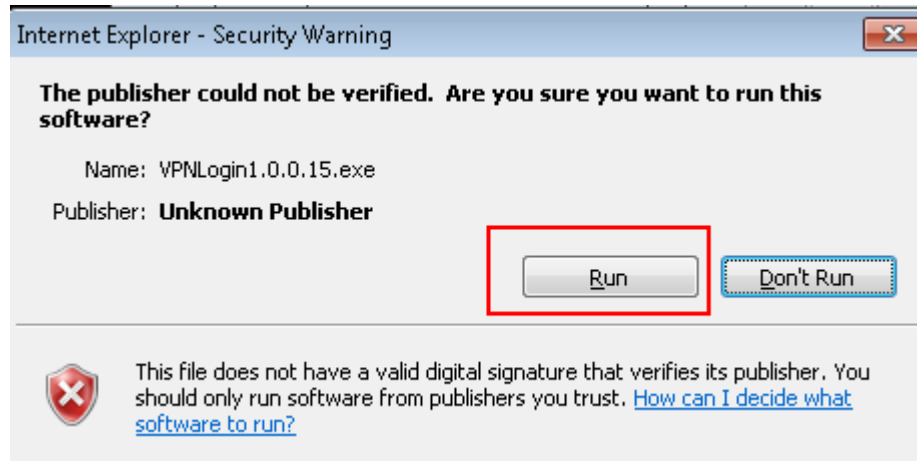 Internet Explorer - Security Warning
The publisher could not be verified. Are you sure you want to run this
software?
Name: VPNLogin1.0.0.15.exe
Publisher: Unknown Publisher
Run Don't Run
This file does not have a valid digital signature that verifies its publisher. You
should only run software from publishers you trust. How can I decide what
software to run?